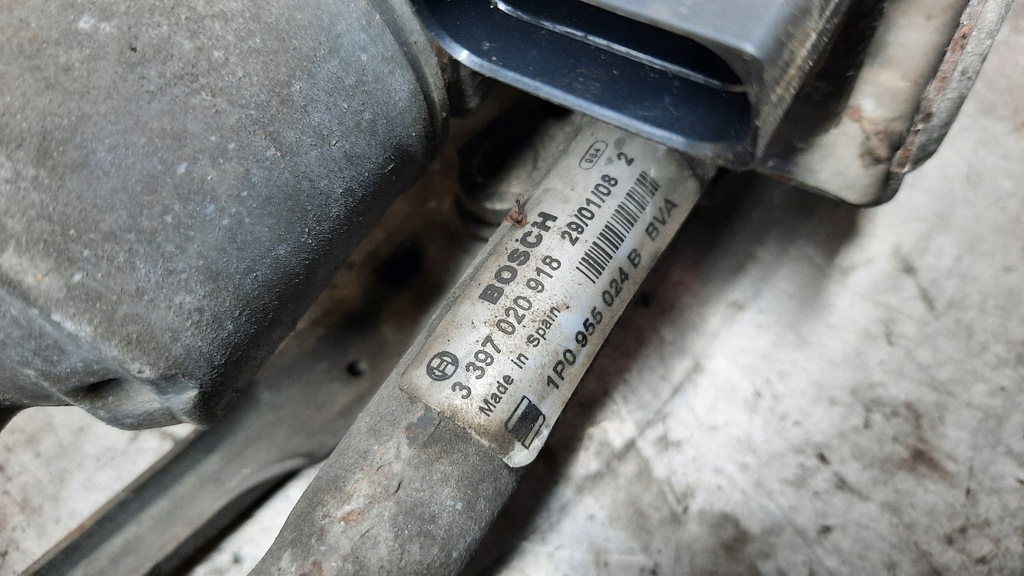 BOSCH
3 397 020 918 29/01/08 2
Made in Spain
1P0 955 024 B BVA